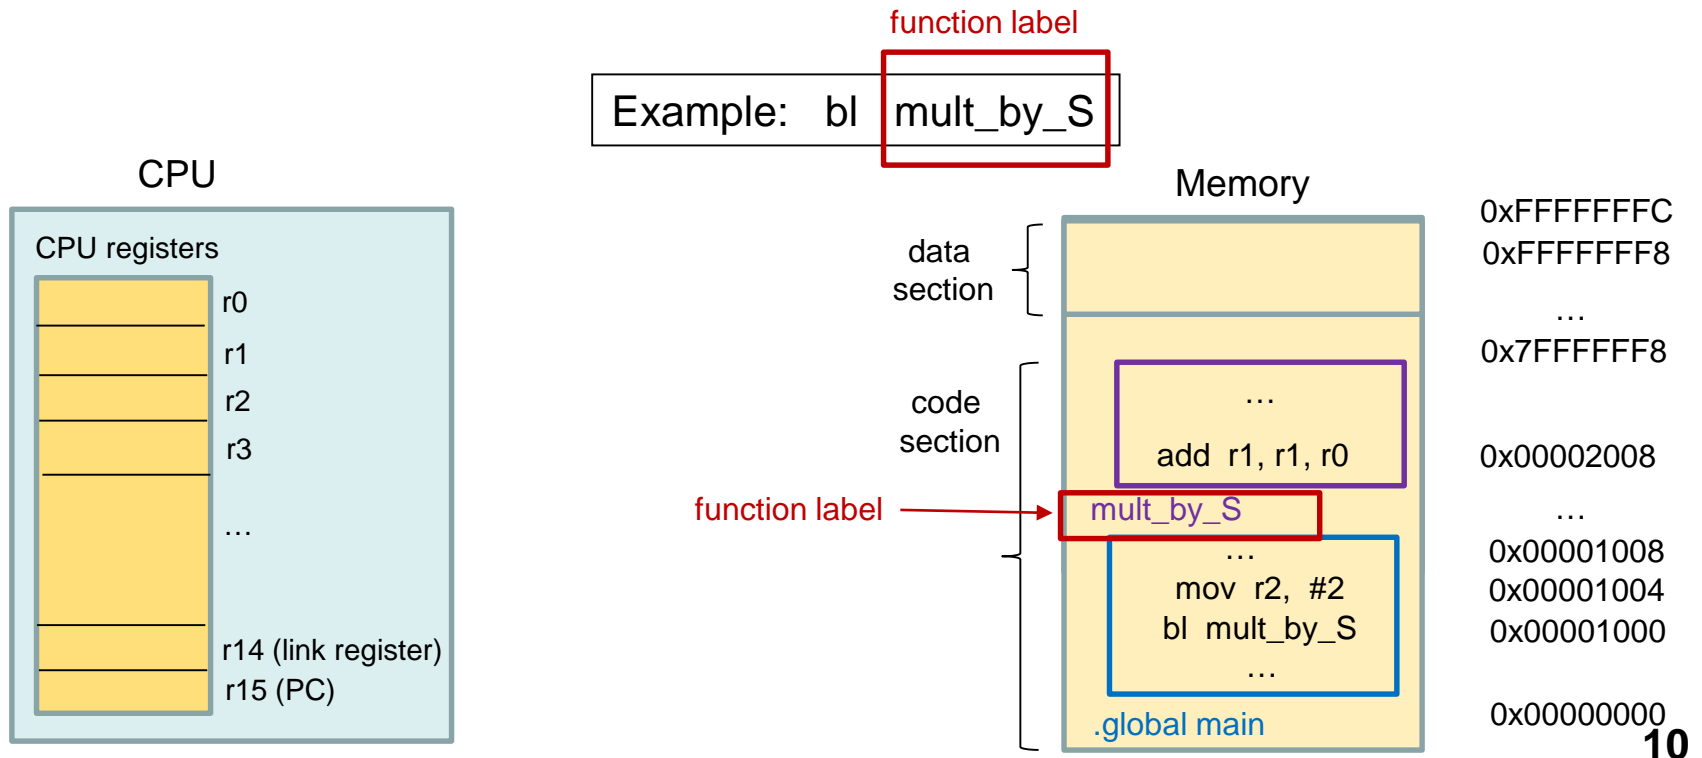 function label
Example: bl mult_by_S
CPU
CPU registers
r0
r1
r2
r3
…
r14 (link register)
r15 (PC)
Memory
data
section
code
section
function label
…
add r1, r1, r0
mult_by_S
…
mov r2, #2
bl mult_by_S
…
.global main
0xFFFFFFFC
0xFFFFFFF8
…
0x7FFFFFF8
0x00002008
…
0x00001008
0x00001004
0x00001000
0x00000000
10